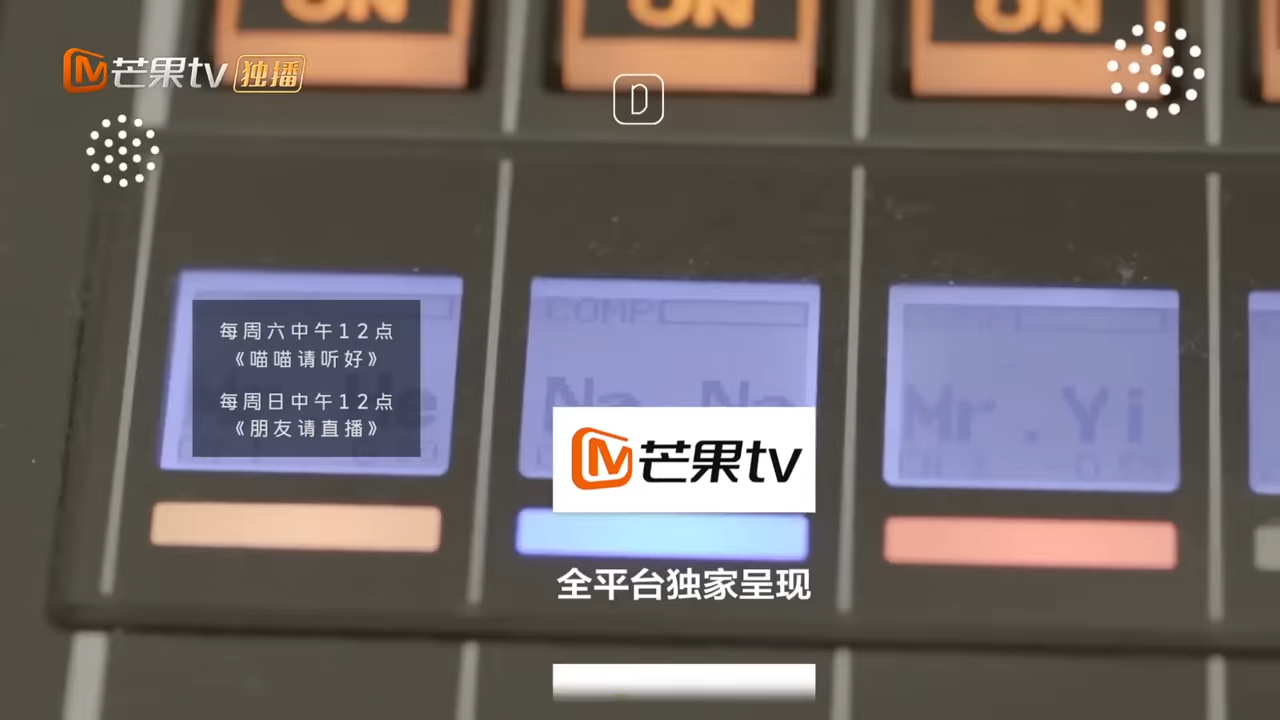 ON
ON
ON
芒果tv 独播
D
COMP
每周六中午12点
《喵喵请听好》
每周日中午12点
《朋友请直播》
Na Na
Mr.Yi
芒果tv
全平台独家呈现